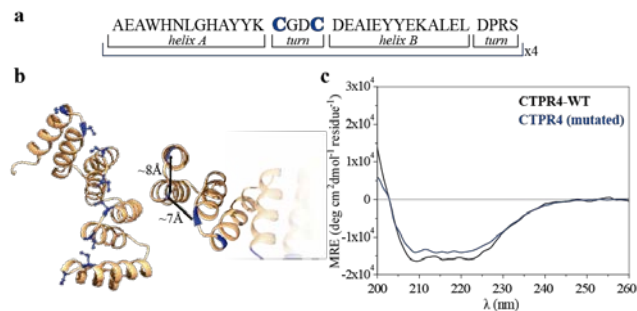 a
AEAWHNLGHAYYK CGDC DEAIEYYEKALEL DPRS
helix A turn helix B turn
x4
b
~8Å
~7Å
c
CTPR4-WT
CTPR4 (mutated)
3x10⁴
2x10⁴
1x10⁴
0
-1x10⁴
-2x10⁴
MRE (deg cm²dmol⁻¹ residue⁻¹)
200 210 220 230 240 250 260
λ (nm)